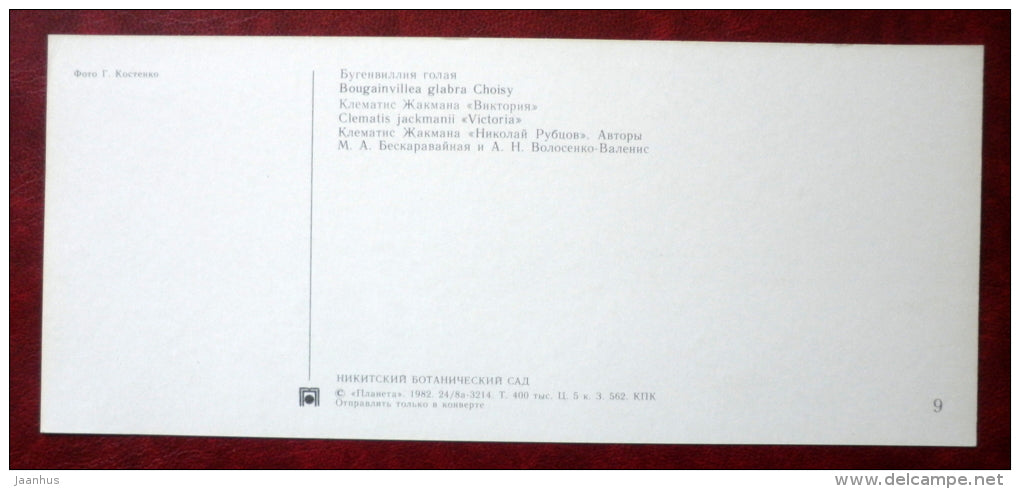 Фото Г. Костенко
Бугенвиллия голая
Bougainvillea glabra Choisy
Клематис Жакмана «Виктория»
Clematis jackmanii «Victoria»
Клематис Жакмана «Николай Рубцов». Авторы
М. А. Бескаравайная и А. Н. Волосенко-Валенис
НИКИТСКИЙ БОТАНИЧЕСКИЙ САД
© «Планета». 1982. 24/8а-3214. Т. 400 тыс. Ц. 5 к. З. 562. КПК
Отправлять только в конверте
9
jaanhus
delcampe.net